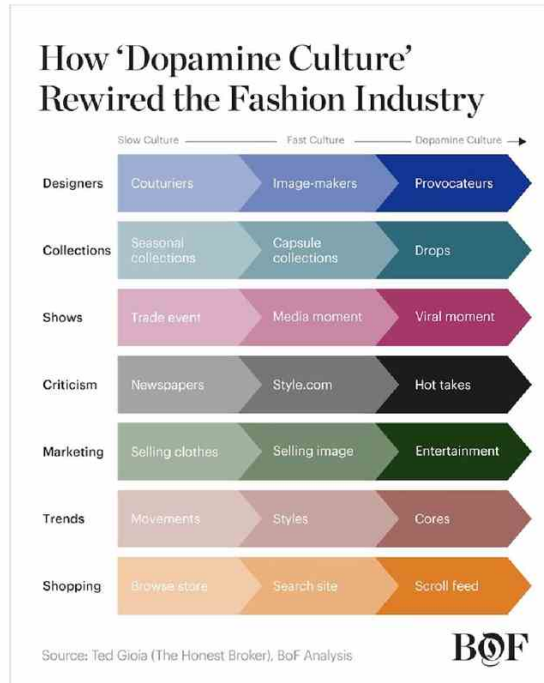 How ‘Dopamine Culture’
Rewired the Fashion Industry
Slow Culture Fast Culture Dopamine Culture
Designers Couturiers Image-makers Provocateurs
Collections Seasonal collections Capsule collections Drops
Shows Trade event Media moment Viral moment
Criticism Newspapers Style.com Hot takes
Marketing Selling clothes Selling image Entertainment
Trends Movements Styles Cores
Shopping Browse store Search site Scroll feed
Source: Ted Gioia (The Honest Broker), BoF Analysis
BOF